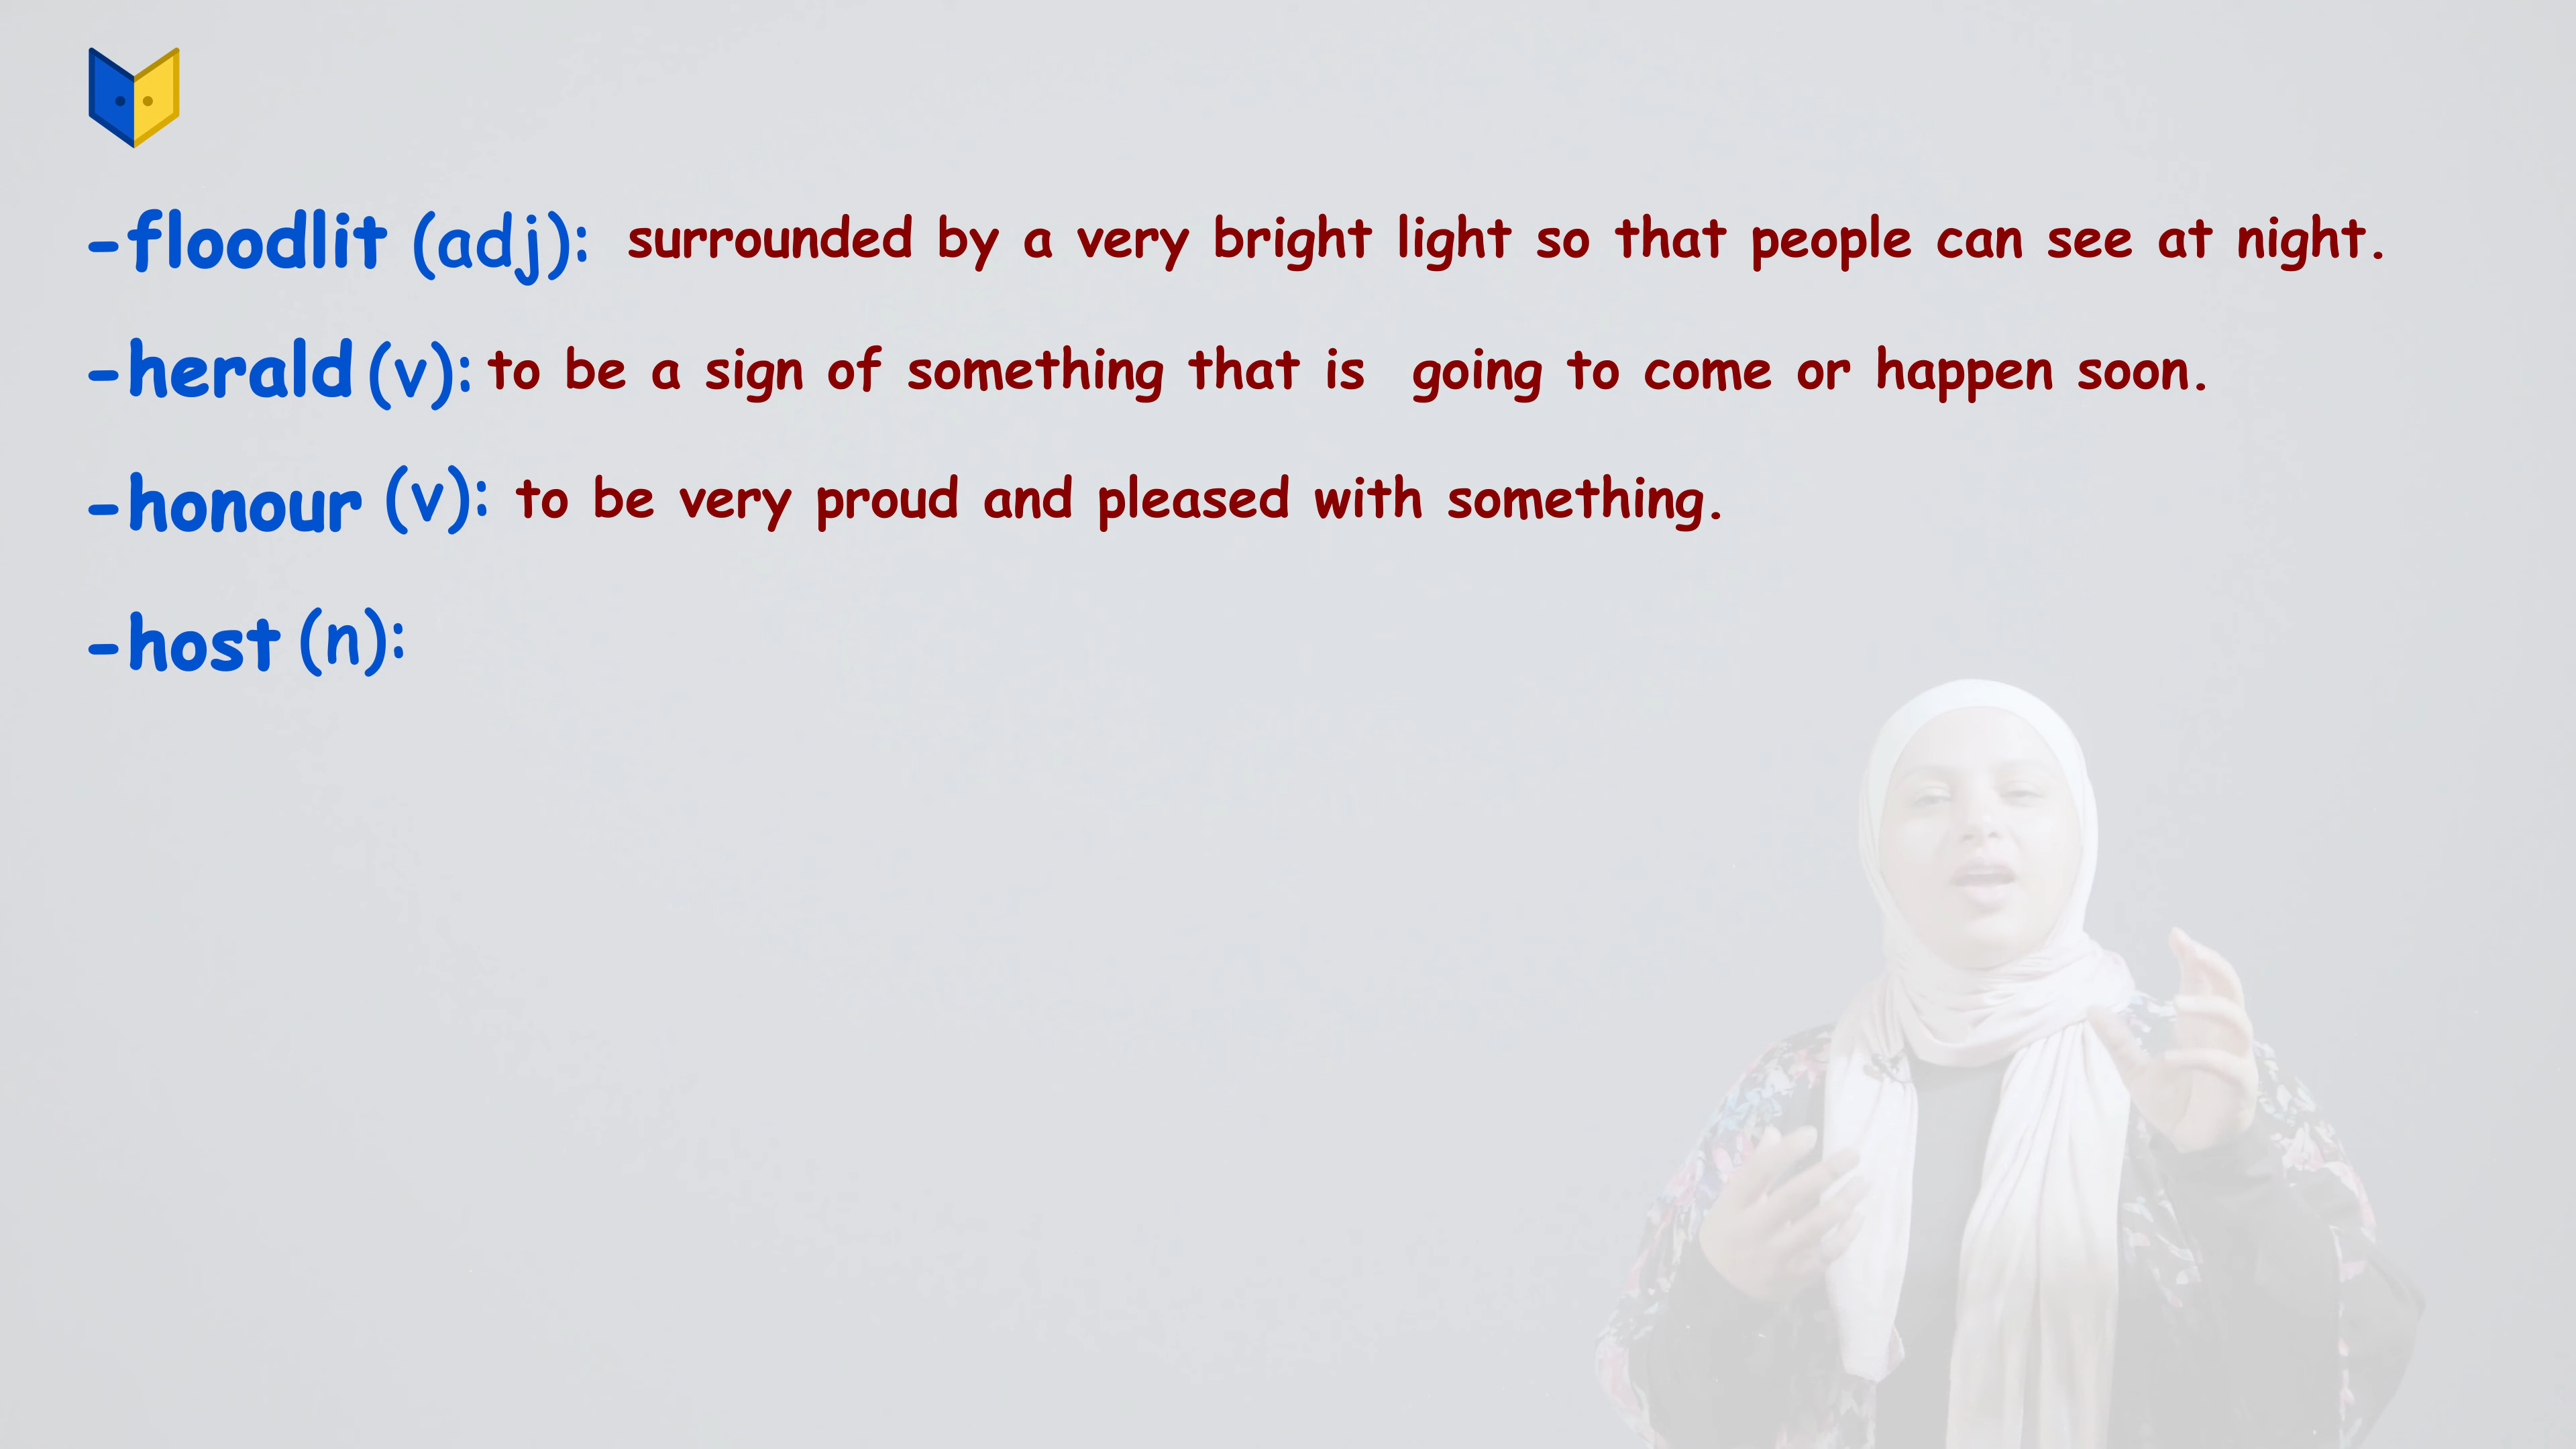 -floodlit (adj): surrounded by a very bright light so that people can see at night.
-herald (v): to be a sign of something that is going to come or happen soon.
-honour (v): to be very proud and pleased with something.
-host (n):